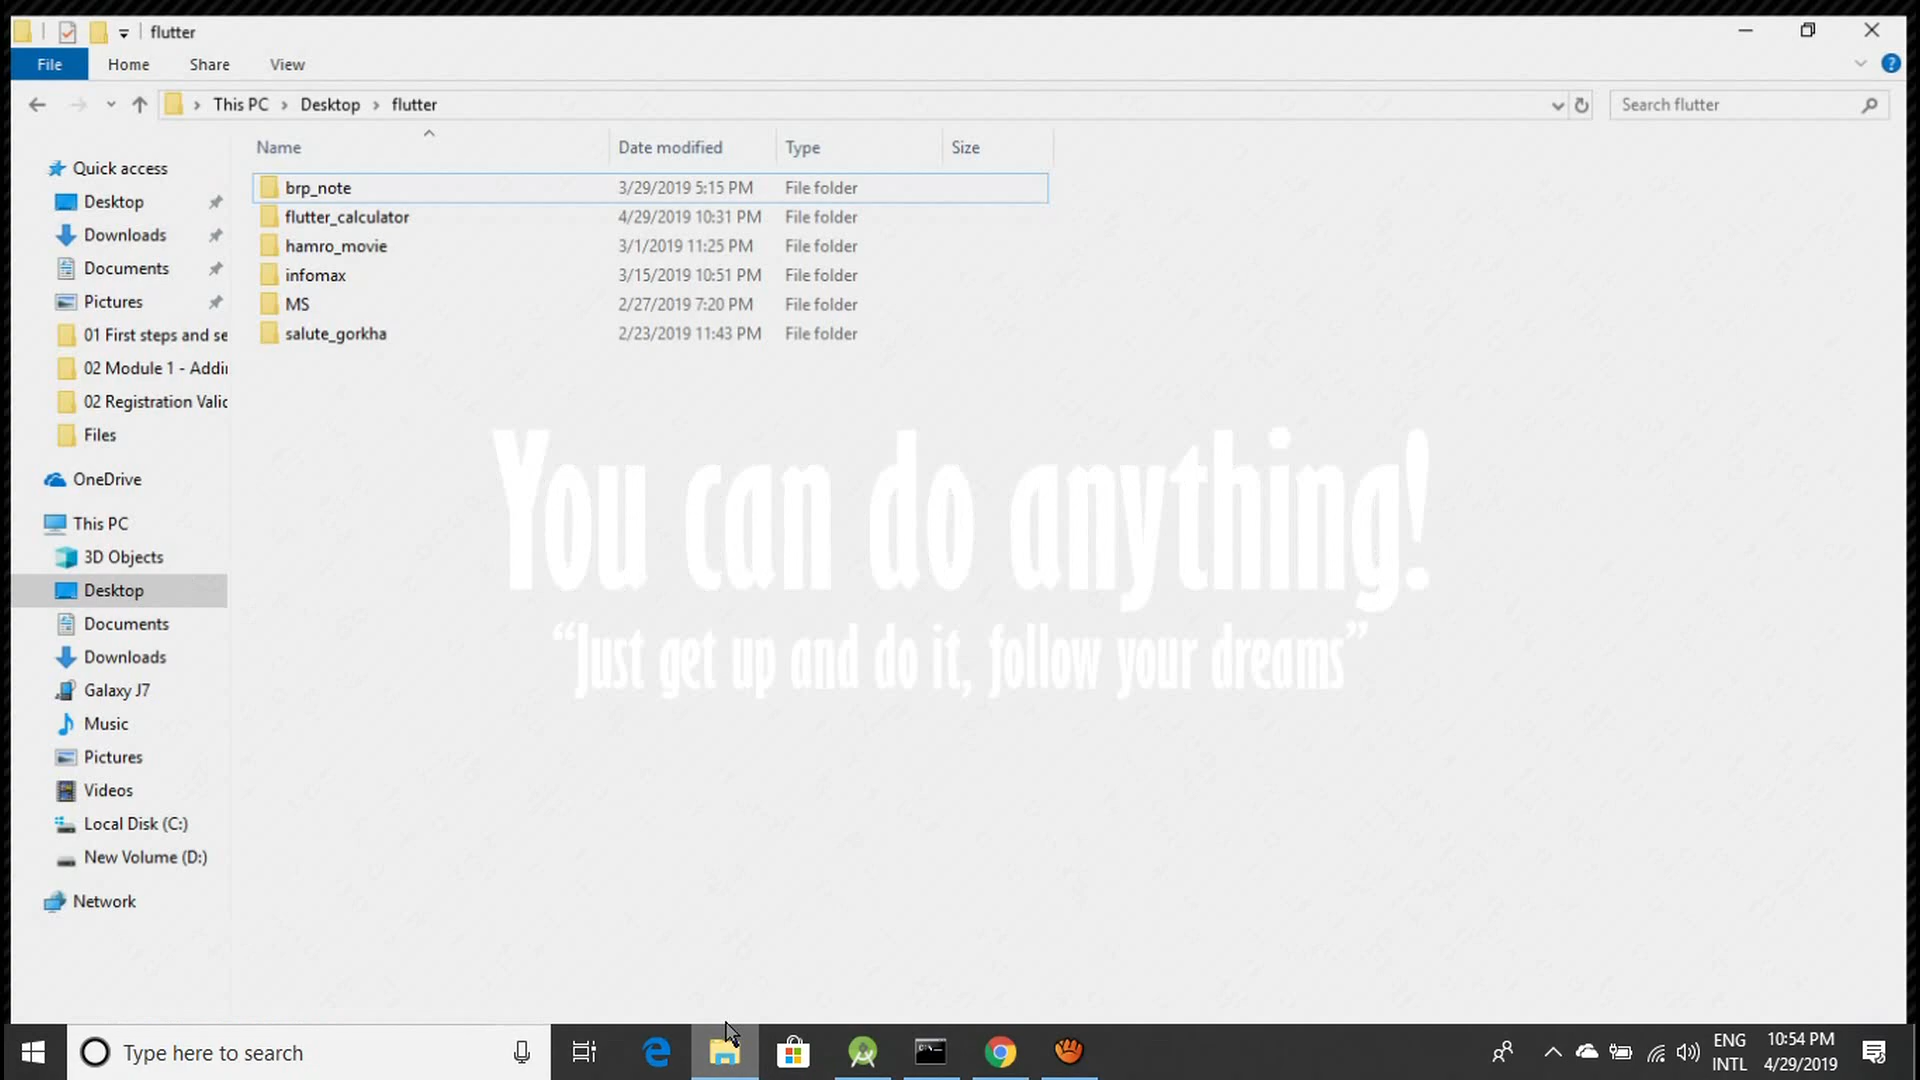 flutter
File Home Share View
This PC Desktop flutter Search flutter
Name Date modified Type Size
Quick access
Desktop
Downloads
Documents
Pictures
01 First steps and se
02 Module 1 - Addi
02 Registration Valic
Files
OneDrive
This PC
3D Objects
Desktop
Documents
Downloads
Galaxy J7
Music
Pictures
Videos
Local Disk (C:)
New Volume (D:)
Network
brp_note 3/29/2019 5:15 PM File folder
flutter_calculator 4/29/2019 10:31 PM File folder
hamro_movie 3/1/2019 11:25 PM File folder
infomax 3/15/2019 10:51 PM File folder
MS 2/27/2019 7:20 PM File folder
salute_gorkha 2/23/2019 11:43 PM File folder
You can do anything!
“Just get up and do it, follow your dreams”
Type here to search
ENG
INTL
10:54 PM
4/29/2019